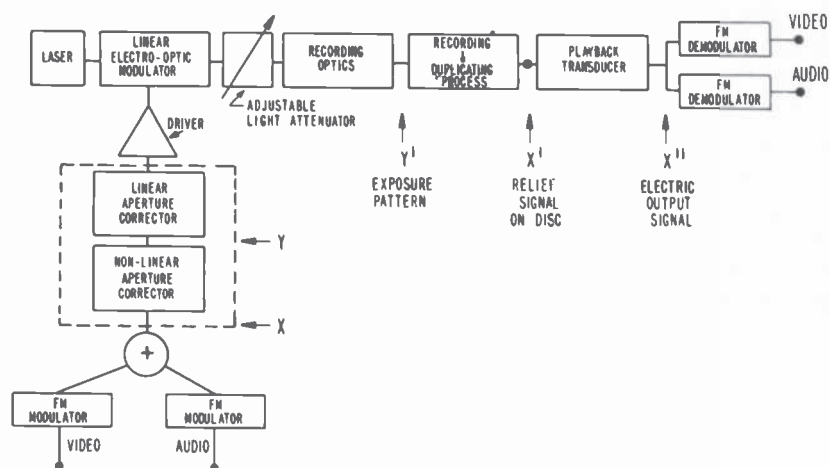 LASER
LINEAR
ELECTRO-OPTIC
MODULATOR
RECORDING
OPTICS
RECORDING
DUPLICATING
PROCESS
PLAYBACK
TRANSDUCER
FM
DEMODULATOR
VIDEO
FM
DEMODULATOR
AUDIO
ADJUSTABLE
LIGHT ATTENUATOR
DRIVER
Y'
EXPOSURE
PATTERN
X'
RELIEF
SIGNAL
ON DISC
X''
ELECTRIC
OUTPUT
SIGNAL
LINEAR
APERTURE
CORRECTOR
Y
NON-LINEAR
APERTURE
CORRECTOR
X
+
FM
MODULATOR
FM
MODULATOR
VIDEO
AUDIO